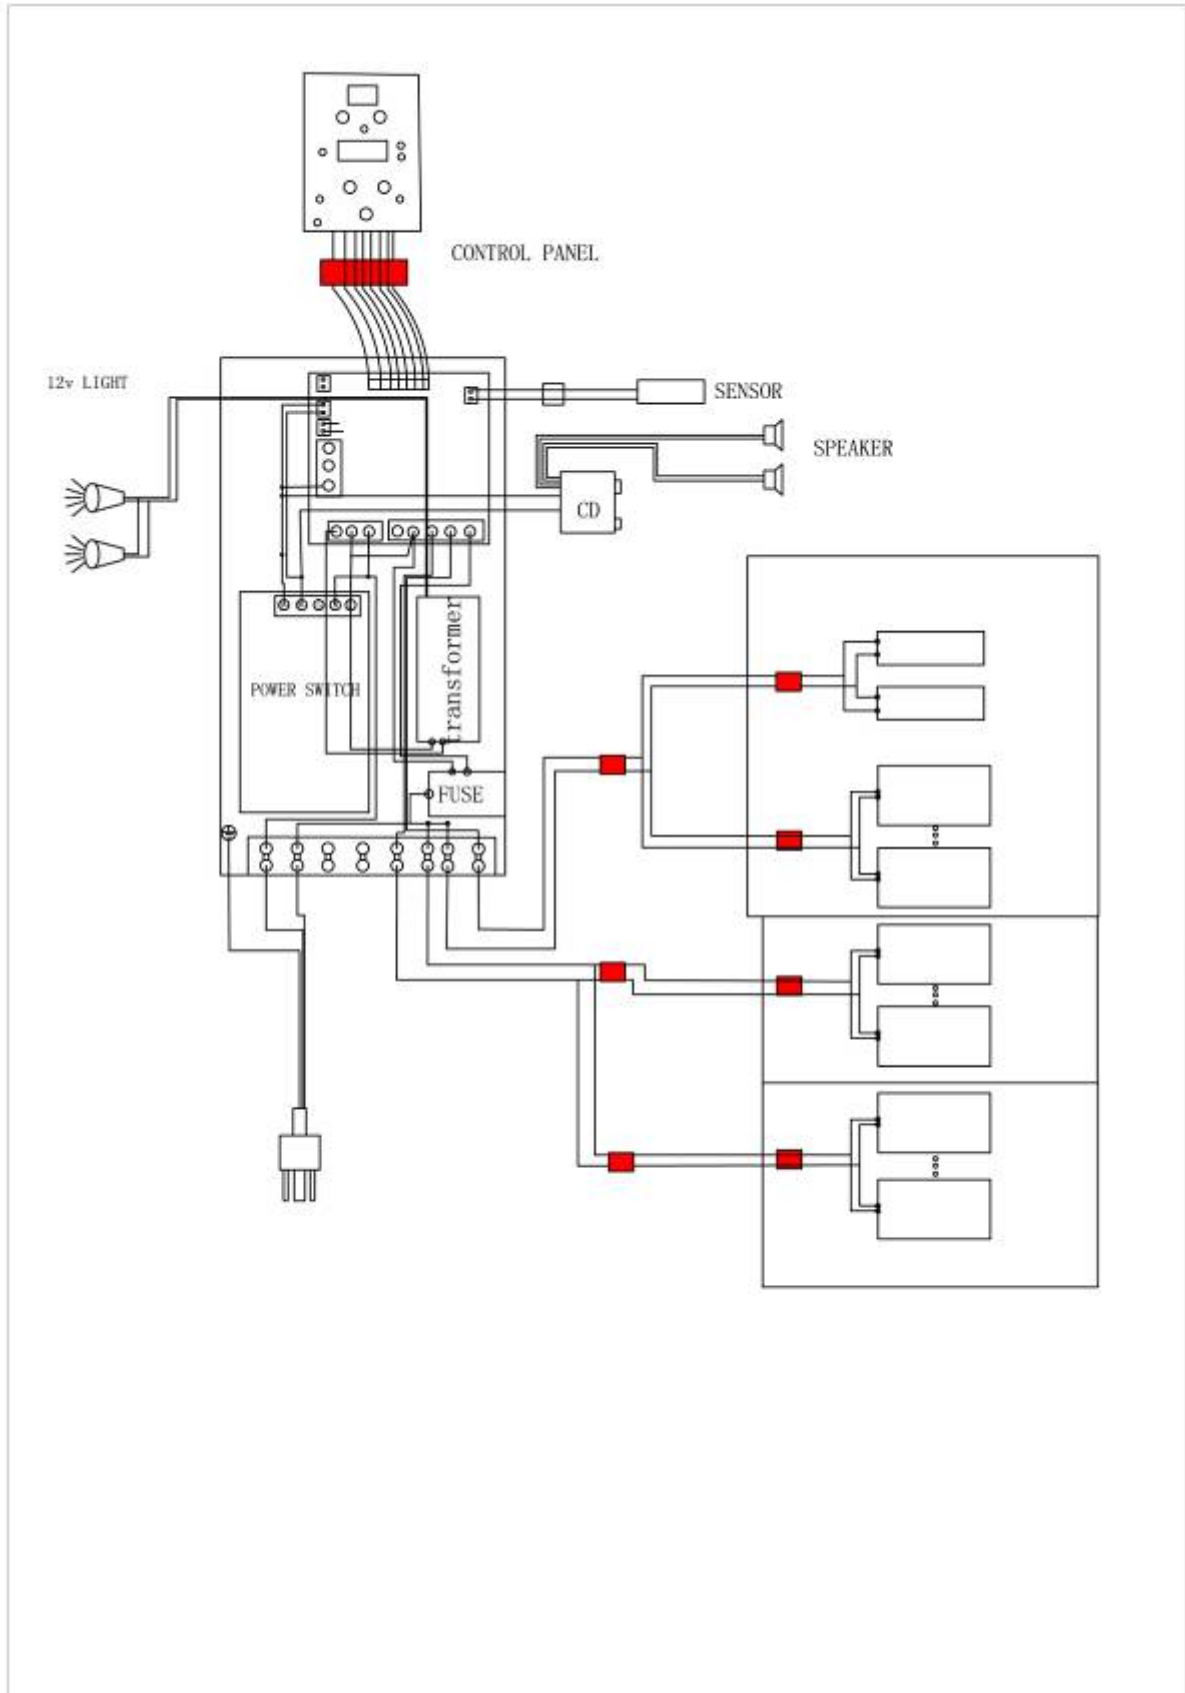 CONTROL PANEL
12v LIGHT
SENSOR
SPEAKER
CD
transformer
POWER SWITCH
FUSE